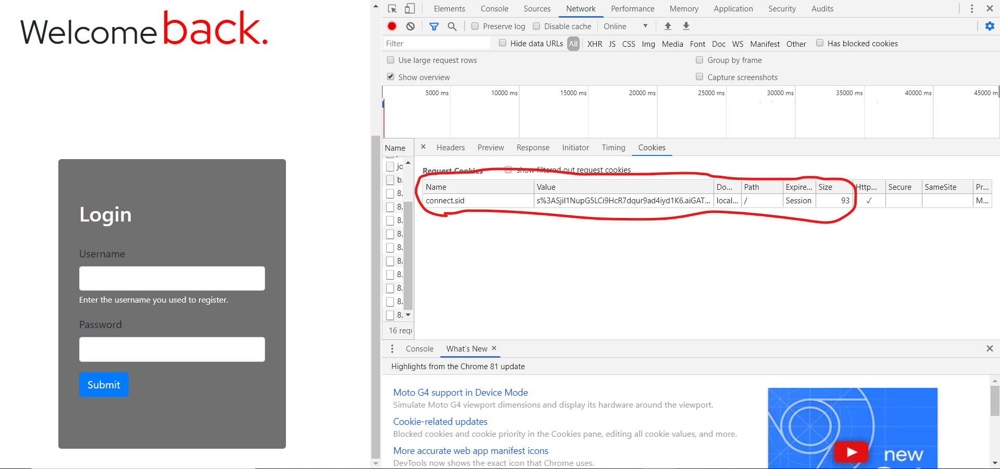 Welcome back.
Login
Username
Enter the username you used to register.
Password
Submit
Elements Console Sources Network Performance Memory Application Security Audits
Preserve log Disable cache Online
Filter Hide data URLs All XHR JS CSS Img Media Font Doc WS Manifest Other Has blocked cookies
Use large request rows Group by frame
Show overview Capture screenshots
5000 ms 10000 ms 15000 ms 20000 ms 25000 ms 30000 ms 35000 ms 40000 ms 45000 m
Name × Headers Preview Response Initiator Timing Cookies
jq
b.
8.
8.
8.
8.
8.
8.
8.
8.
8.
8.
16 requ
Request Cookies show filtered out request cookies
Name Value Do... Path Expire... Size Http... Secure SameSite Pr...
connect.sid s%3ASjiI1NupG5LCi9HcR7dqur9ad4iyd1K6.aiGAT... local... / Session 93 ✓ M...
Console What's New ×
Highlights from the Chrome 81 update
Moto G4 support in Device Mode
Simulate Moto G4 viewport dimensions and display its hardware around the viewport.
Cookie-related updates
Blocked cookies and cookie priority in the Cookies pane, editing all cookie values, and more.
More accurate web app manifest icons
DevTools now shows the exact icon that Chrome uses.
new